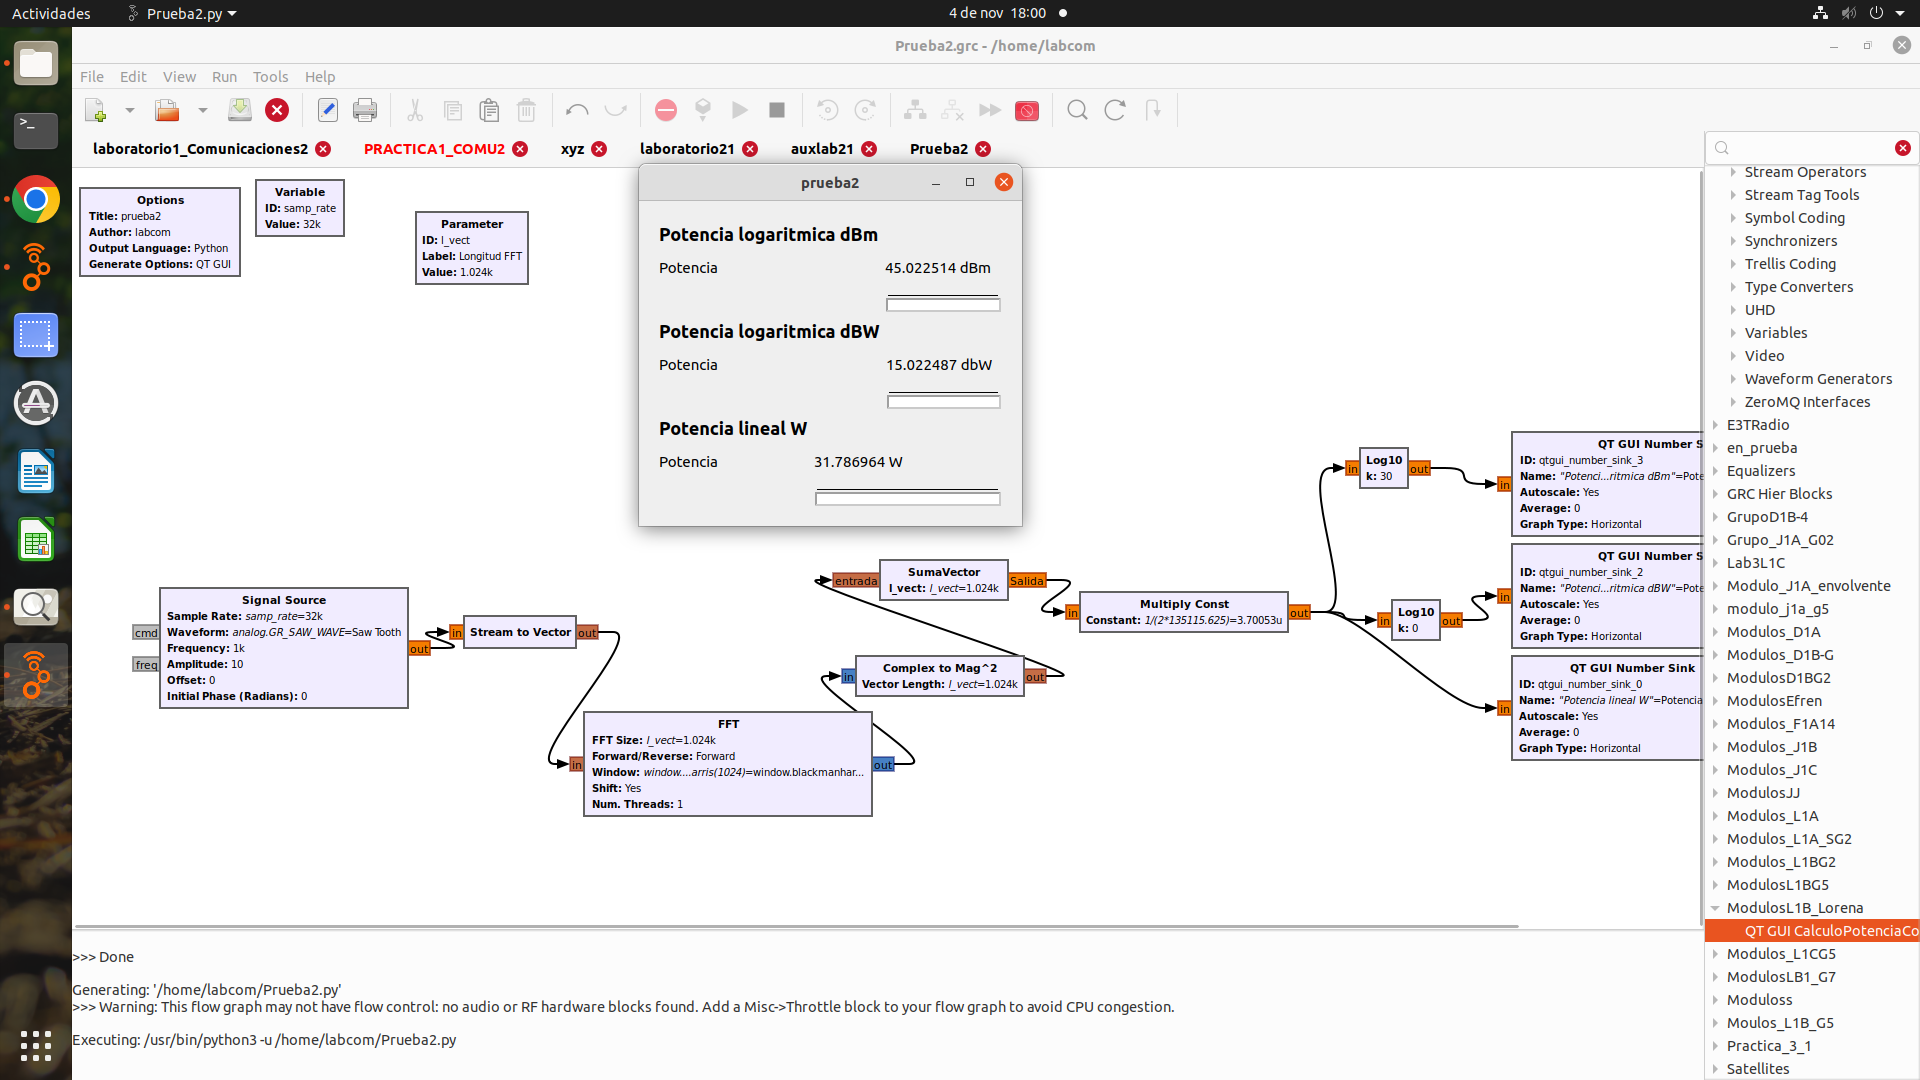 Actividades
Prueba2.py
4 de nov 18:00
Prueba2.grc - /home/labcom
File Edit View Run Tools Help
laboratorio1_Comunicaciones2
PRACTICA1_COMU2
xyz
laboratorio21
auxlab21
Prueba2
Options
Title: prueba2
Author: labcom
Output Language: Python
Generate Options: QT GUI
Variable
ID: samp_rate
Value: 32k
Parameter
ID: l_vect
Label: Longitud FFT
Value: 1.024k
prueba2
Potencia logaritmica dBm
Potencia 45.022514 dBm
Potencia logaritmica dBW
Potencia 15.022487 dbW
Potencia lineal W
Potencia 31.786964 W
Signal Source
Sample Rate: samp_rate=32k
Waveform: analog.GR_SAW_WAVE=Saw Tooth
Frequency: 1k
Amplitude: 10
Offset: 0
Initial Phase (Radians): 0
cmd
freq
out
in
Stream to Vector
out
in
FFT
FFT Size: l_vect=1.024k
Forward/Reverse: Forward
Window: window....arris(1024)=window.blackmanhar...
Shift: Yes
Num. Threads: 1
out
in
Complex to Mag^2
Vector Length: l_vect=1.024k
out
entrada
SumaVector
l_vect: l_vect=1.024k
Salida
in
Multiply Const
Constant: 1/(2*135115.625)=3.70053u
out
in
Log10
k: 30
out
in
Log10
k: 0
out
in
QT GUI Number S
ID: qtgui_number_sink_3
Name: "Potenci...ritmica dBm"=Pote
Autoscale: Yes
Average: 0
Graph Type: Horizontal
in
QT GUI Number S
ID: qtgui_number_sink_2
Name: "Potenci...ritmica dBW"=Pote
Autoscale: Yes
Average: 0
Graph Type: Horizontal
in
QT GUI Number Sink
ID: qtgui_number_sink_0
Name: "Potencia lineal W"=Potencia
Autoscale: Yes
Average: 0
Graph Type: Horizontal
Stream Operators
Stream Tag Tools
Symbol Coding
Synchronizers
Trellis Coding
Type Converters
UHD
Variables
Video
Waveform Generators
ZeroMQ Interfaces
E3TRadio
en_prueba
Equalizers
GRC Hier Blocks
GrupoD1B-4
Grupo_J1A_G02
Lab3L1C
Modulo_J1A_envolvente
modulo_j1a_g5
Modulos_D1A
Modulos_D1B-G
ModulosD1BG2
ModulosEfren
Modulos_F1A14
Modulos_J1B
Modulos_J1C
ModulosJJ
Modulos_L1A
Modulos_L1A_SG2
Modulos_L1BG2
ModulosL1BG5
ModulosL1B_Lorena
QT GUI CalculoPotenciaCo
Modulos_L1CG5
ModulosLB1_G7
Moduloss
Moulos_L1B_G5
Practica_3_1
Satellites
>>> Done
Generating: '/home/labcom/Prueba2.py'
>>> Warning: This flow graph may not have flow control: no audio or RF hardware blocks found. Add a Misc->Throttle block to your flow graph to avoid CPU congestion.
Executing: /usr/bin/python3 -u /home/labcom/Prueba2.py